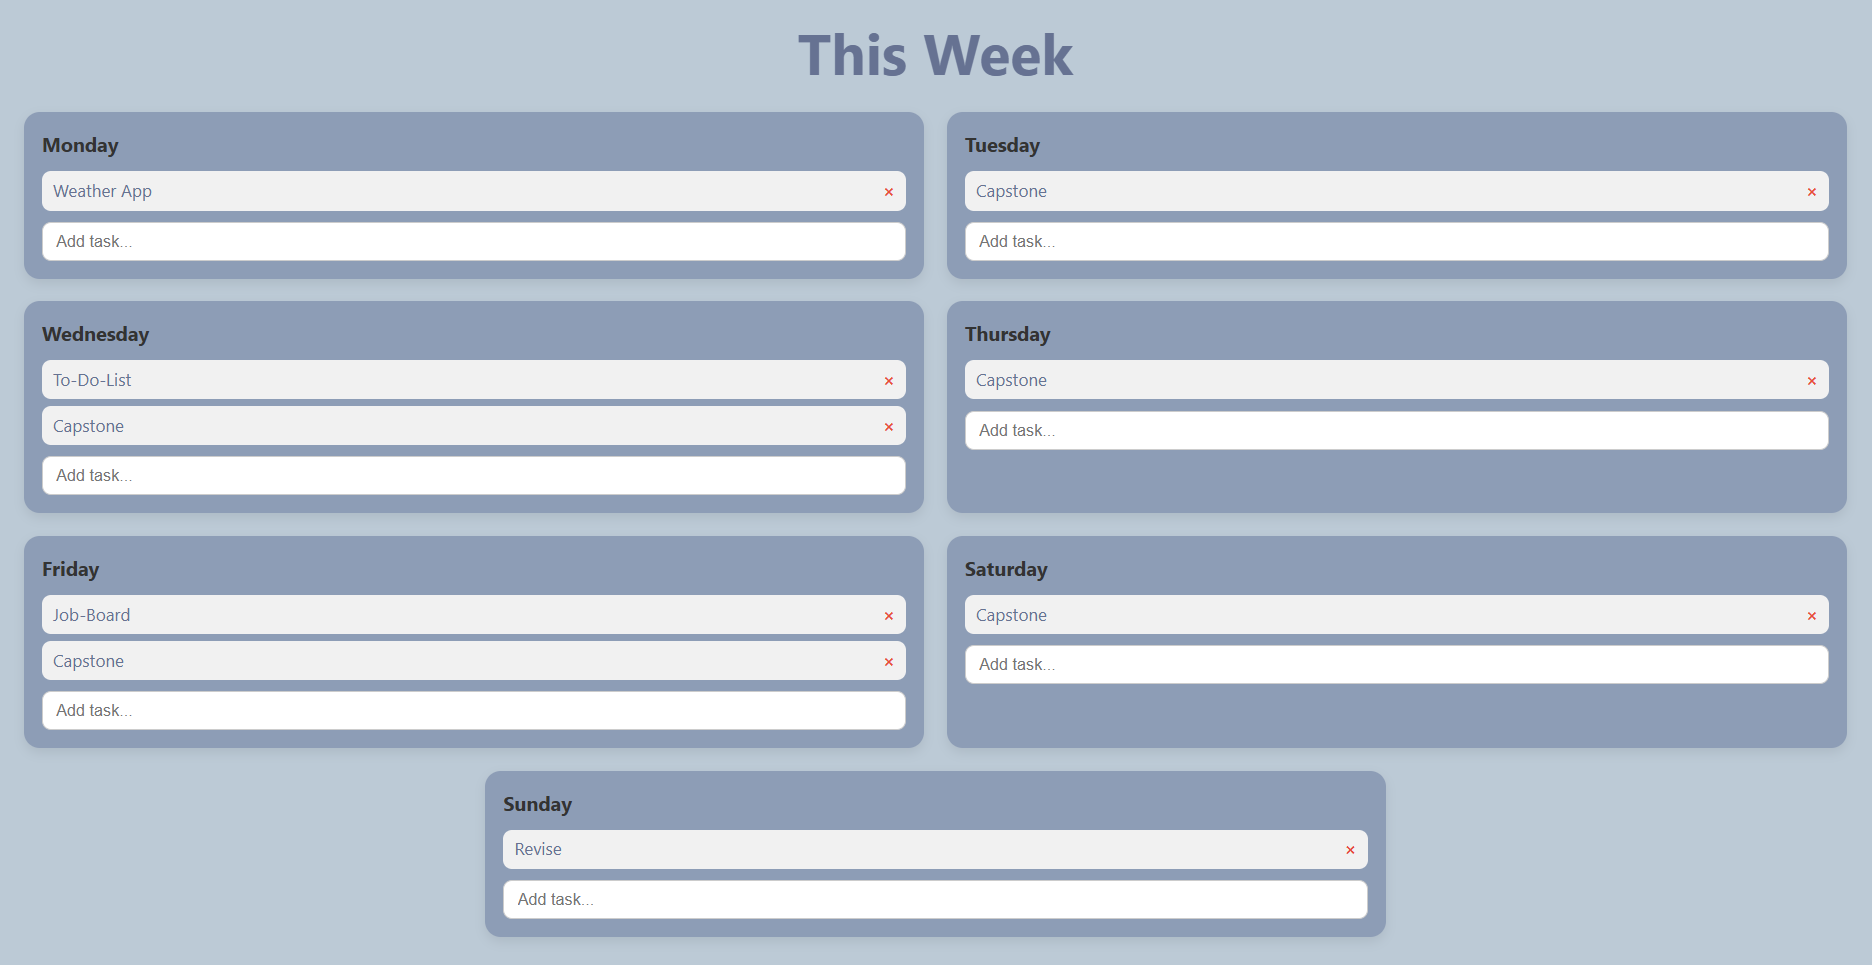 This Week
Monday
Weather App ×
Add task...
Tuesday
Capstone ×
Add task...
Wednesday
To-Do-List ×
Capstone ×
Add task...
Thursday
Capstone ×
Add task...
Friday
Job-Board ×
Capstone ×
Add task...
Saturday
Capstone ×
Add task...
Sunday
Revise ×
Add task...